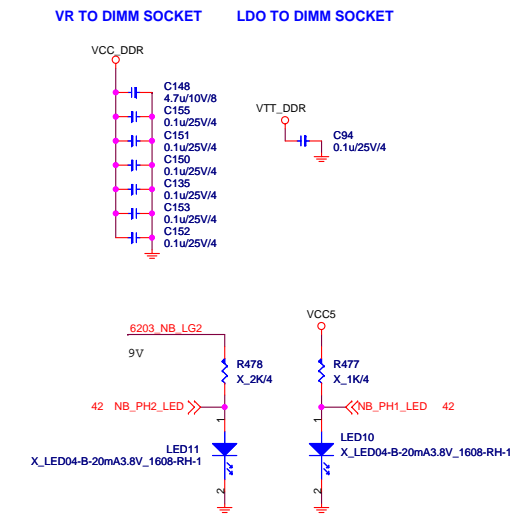 VR TO DIMM SOCKET LDO TO DIMM SOCKET
VCC_DDR
C148
4.7u/10V/8
C155
0.1u/25V/4
C151
0.1u/25V/4
C150
0.1u/25V/4
C135
0.1u/25V/4
C153
0.1u/25V/4
C152
0.1u/25V/4
VTT_DDR
C94
0.1u/25V/4
6203_NB_LG2
9V
R478
X_2K/4
42 NB_PH2_LED
1
LED11
X_LED04-B-20mA3.8V_1608-RH-1
2
VCC5
R477
X_1K/4
NB_PH1_LED 42
1
LED10
X_LED04-B-20mA3.8V_1608-RH-1
2